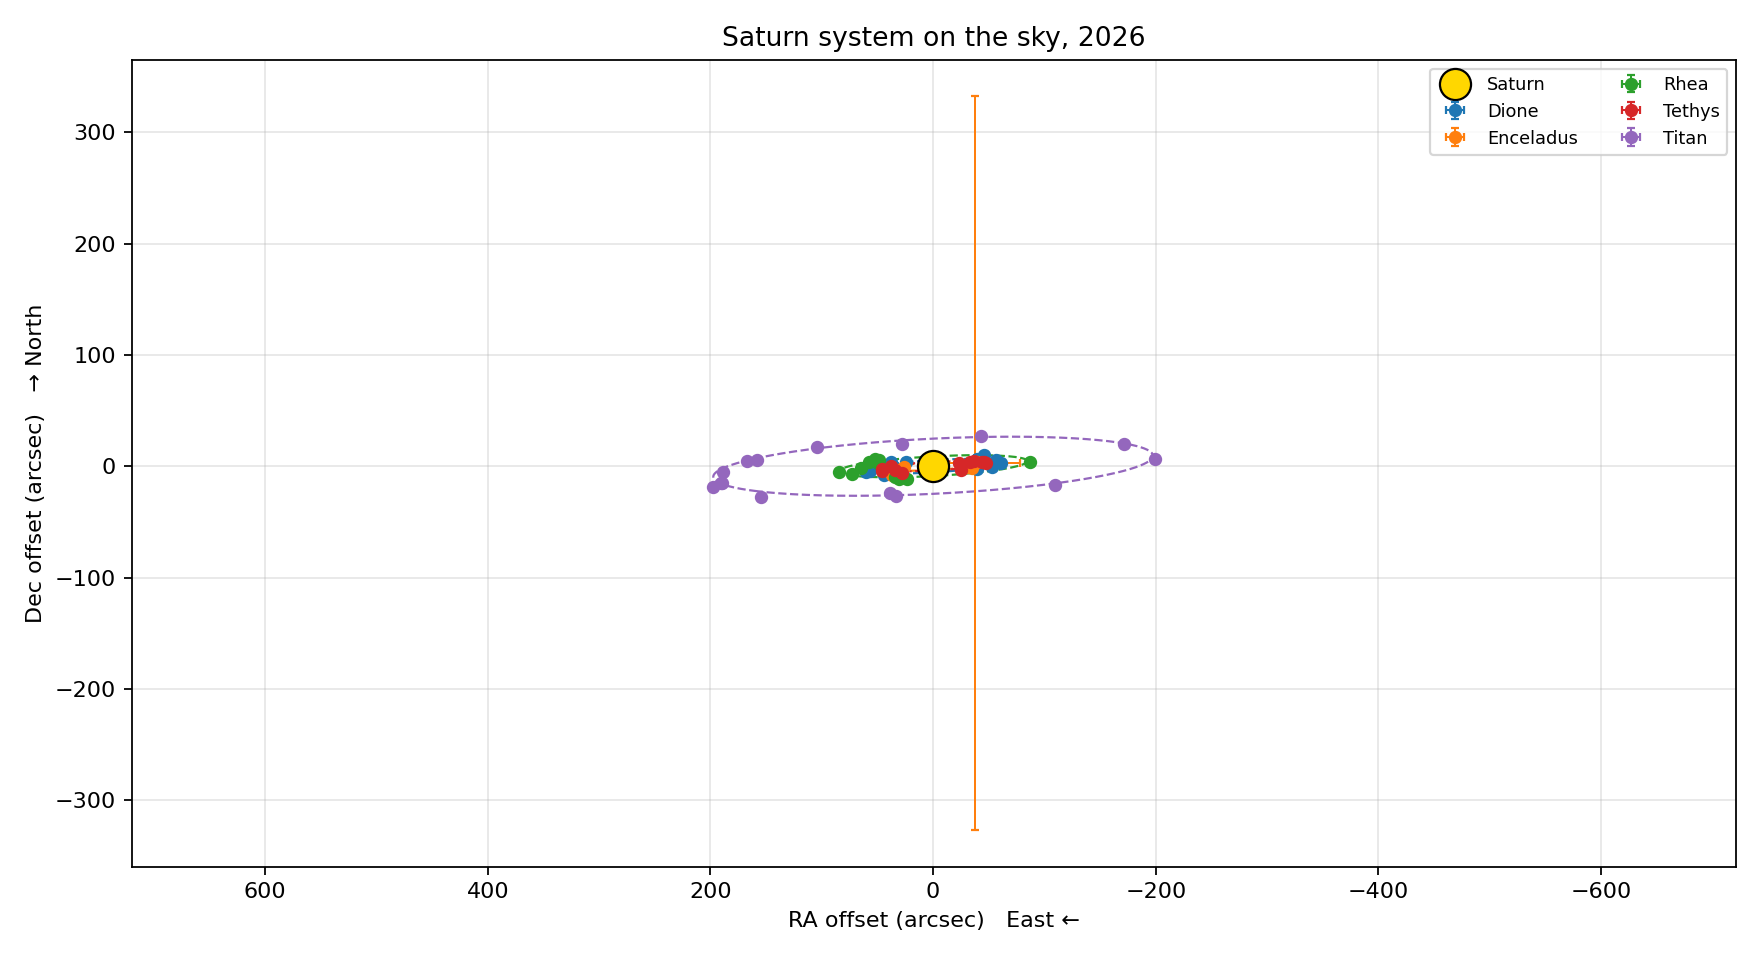 Saturn system on the sky, 2026
Saturn
Dione
Enceladus
Rhea
Tethys
Titan
300
200
100
0
−100
−200
−300
Dec offset (arcsec) → North
600
400
200
0
−200
−400
−600
RA offset (arcsec) East ←